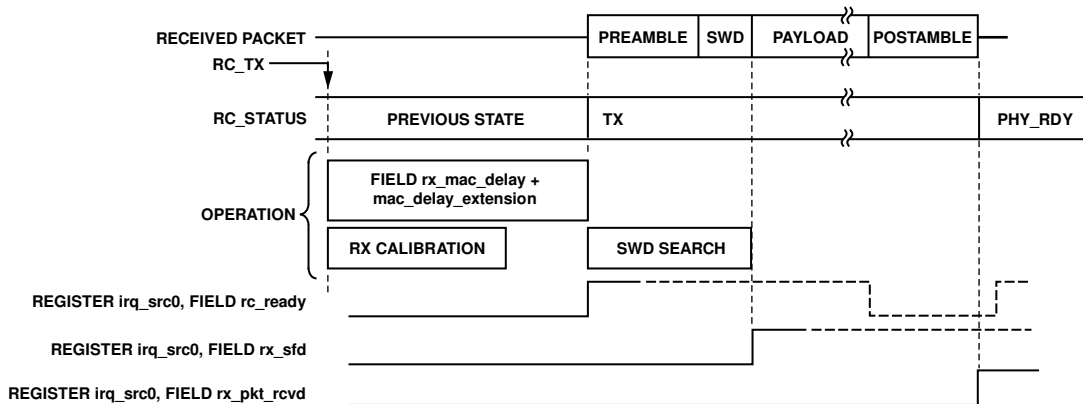 RECEIVED PACKET
PREAMBLE SWD PAYLOAD POSTAMBLE
RC_TX
RC_STATUS
PREVIOUS STATE TX PHY_RDY
OPERATION
FIELD rx_mac_delay +
mac_delay_extension
RX CALIBRATION SWD SEARCH
REGISTER irq_src0, FIELD rc_ready
REGISTER irq_src0, FIELD rx_sfd
REGISTER irq_src0, FIELD rx_pkt_rcvd